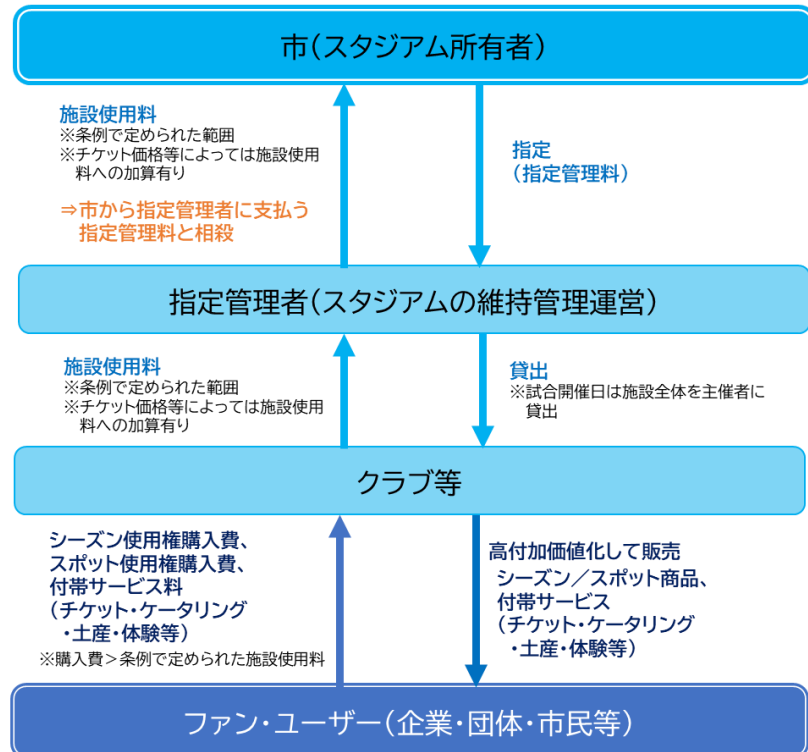 市(スタジアム所有者)
施設使用料
※条例で定められた範囲
※チケット価格等によっては施設使用
料への加算有り
⇒市から指定管理者に支払う
指定管理料と相殺
指定
(指定管理料)
指定管理者(スタジアムの維持管理運営)
施設使用料
※条例で定められた範囲
※チケット価格等によっては施設使用
料への加算有り
貸出
※試合開催日は施設全体を主催者に
貸出
クラブ等
シーズン使用権購入費、
スポット使用権購入費、
付帯サービス料
(チケット・ケータリング
・土産・体験等)
※購入費>条例で定められた施設使用料
高付加価値化して販売
シーズン/スポット商品、
付帯サービス
(チケット・ケータリング
・土産・体験等)
ファン・ユーザー(企業・団体・市民等)